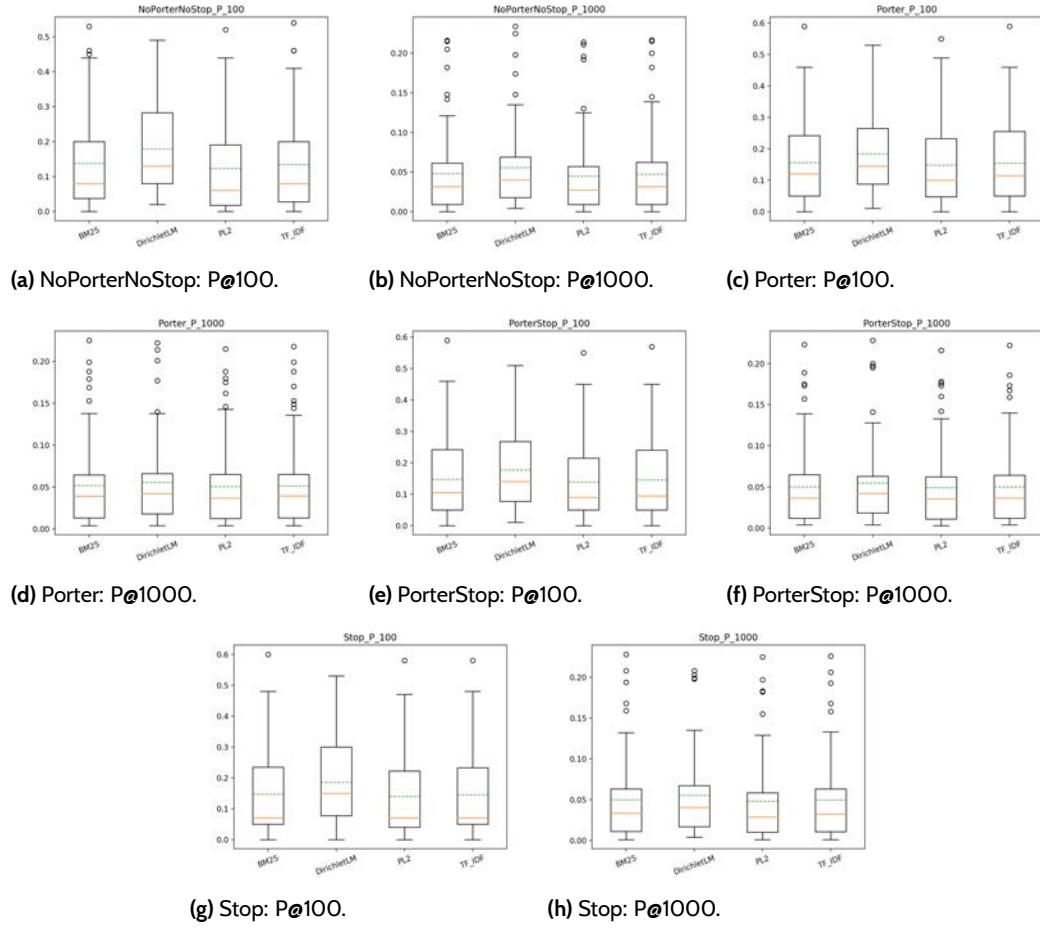 NoPorterNoStop_P_100
0.5
0.4
0.3
0.2
0.1
0.0
BM25 DirichletLM PL2 TF_IDF
NoPorterNoStop_P_1000
0.20
0.15
0.10
0.05
0.00
BM25 DirichletLM PL2 TF_IDF
Porter_P_100
0.6
0.5
0.4
0.3
0.2
0.1
0.0
BM25 DirichletLM PL2 TF_IDF
(a) NoPorterNoStop: P@100.
(b) NoPorterNoStop: P@1000.
(c) Porter: P@100.
Porter_P_1000
0.20
0.15
0.10
0.05
0.00
BM25 DirichletLM PL2 TF_IDF
PorterStop_P_100
0.6
0.5
0.4
0.3
0.2
0.1
0.0
BM25 DirichletLM PL2 TF_IDF
PorterStop_P_1000
0.20
0.15
0.10
0.05
0.00
BM25 DirichletLM PL2 TF_IDF
(d) Porter: P@1000.
(e) PorterStop: P@100.
(f) PorterStop: P@1000.
Stop_P_100
0.6
0.5
0.4
0.3
0.2
0.1
0.0
BM25 DirichletLM PL2 TF_IDF
Stop_P_1000
0.20
0.15
0.10
0.05
0.00
BM25 DirichletLM PL2 TF_IDF
(g) Stop: P@100.
(h) Stop: P@1000.